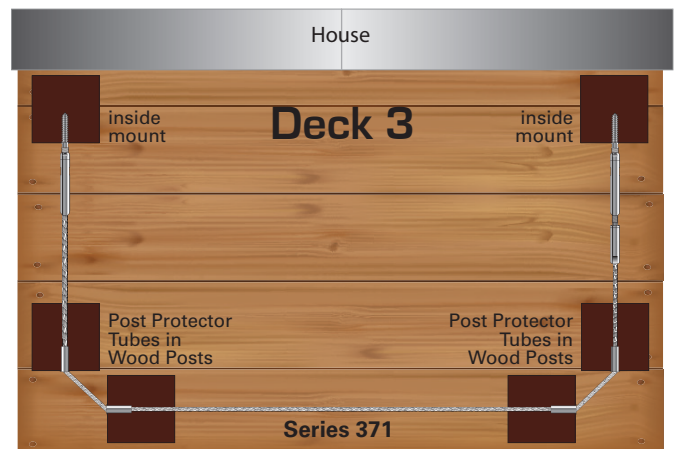 House
inside
mount
Deck 3
inside
mount
Post Protector
Tubes in
Wood Posts
Post Protector
Tubes in
Wood Posts
Series 371